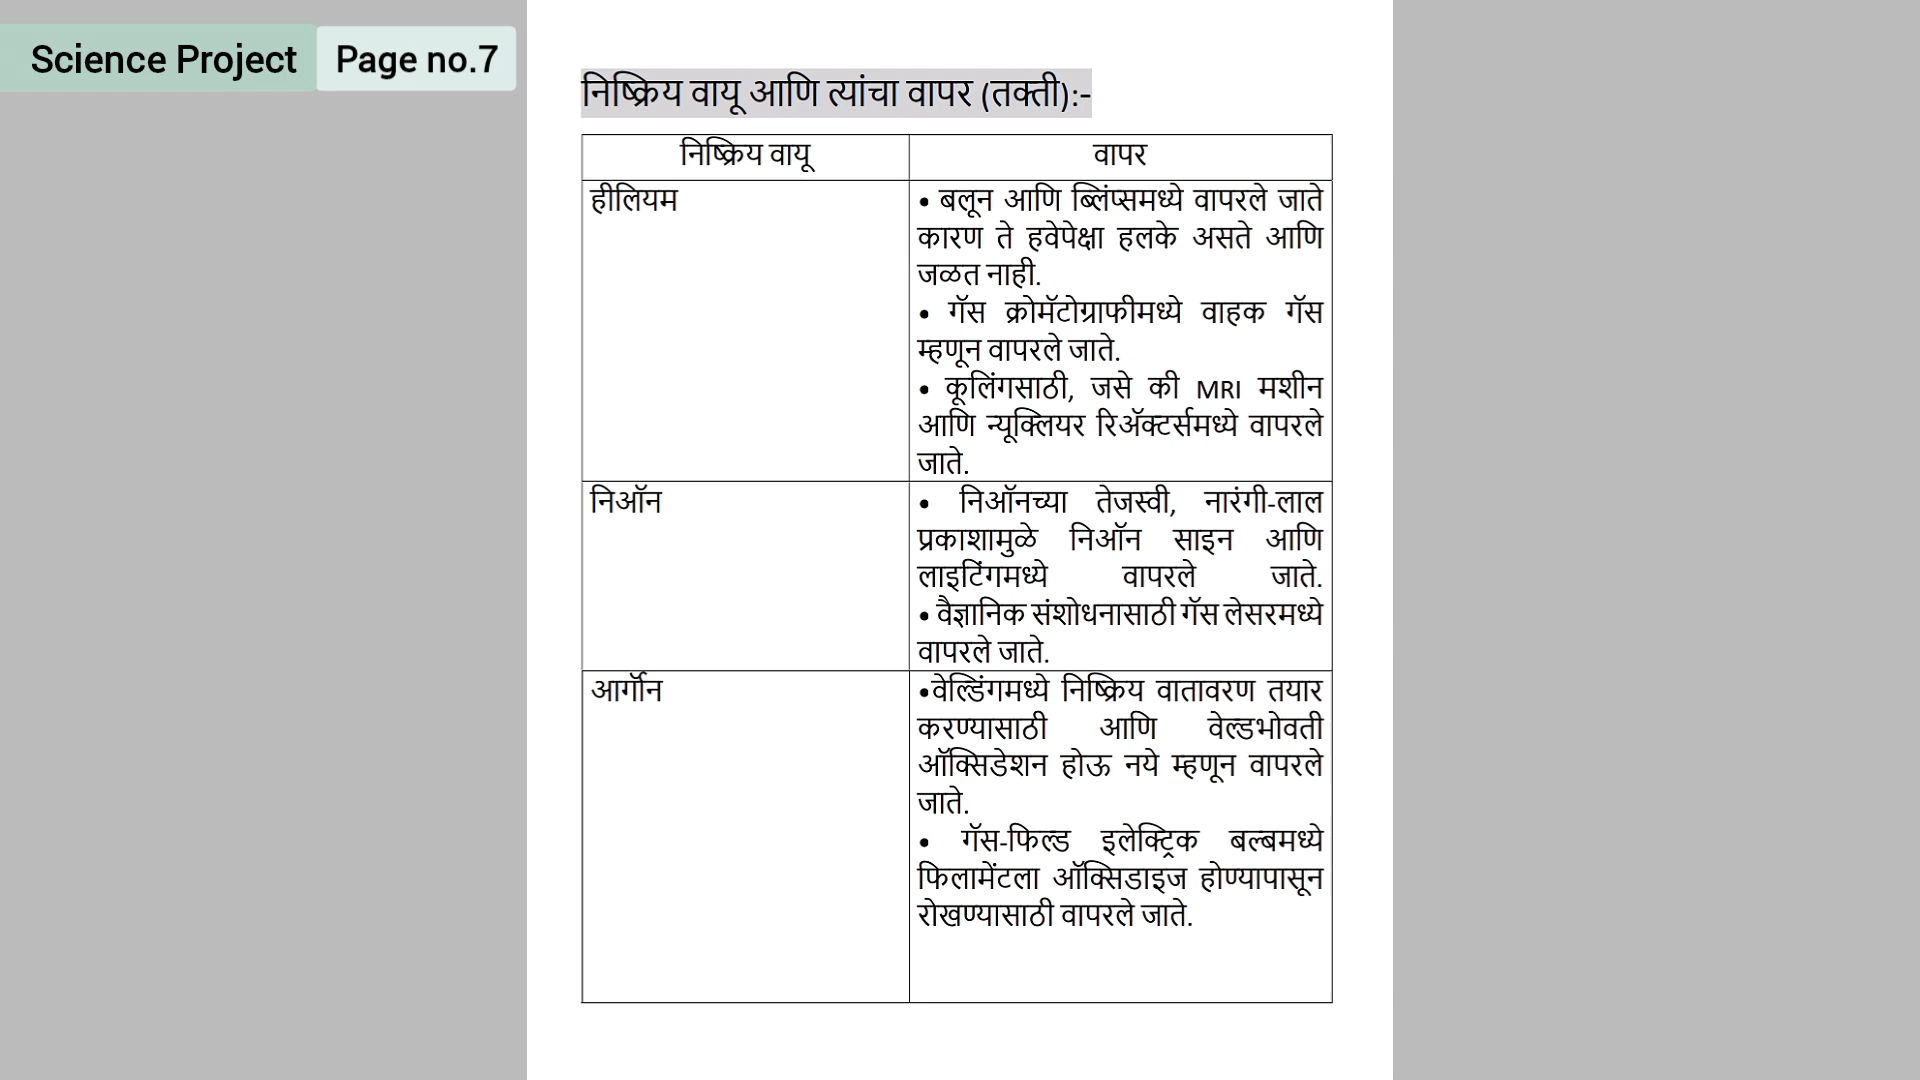 Science Project
Page no.7
निष्क्रिय वायू आणि त्यांचा वापर (तक्ती):-
निष्क्रिय वायू
वापर
हीलियम
• बलून आणि ब्लिंप्समध्ये वापरले जाते
कारण ते हवेपेक्षा हलके असते आणि
जळत नाही.
• गॅस क्रोमॅटोग्राफीमध्ये वाहक गॅस
म्हणून वापरले जाते.
• कूलिंगसाठी, जसे की MRI मशीन
आणि न्यूक्लियर रिअॅक्टर्समध्ये वापरले
जाते.
निऑन
• निऑनच्या तेजस्वी, नारंगी-लाल
प्रकाशामुळे निऑन साइन आणि
लाइटिंगमध्ये वापरले जाते.
• वैज्ञानिक संशोधनासाठी गॅस लेसरमध्ये
वापरले जाते.
आर्गॉन
•वेल्डिंगमध्ये निष्क्रिय वातावरण तयार
करण्यासाठी आणि वेल्डभोवती
ऑक्सिडेशन होऊ नये म्हणून वापरले
जाते.
• गॅस-फिल्ड इलेक्ट्रिक बल्बमध्ये
फिलामेंटला ऑक्सिडाइज होण्यापासून
रोखण्यासाठी वापरले जाते.